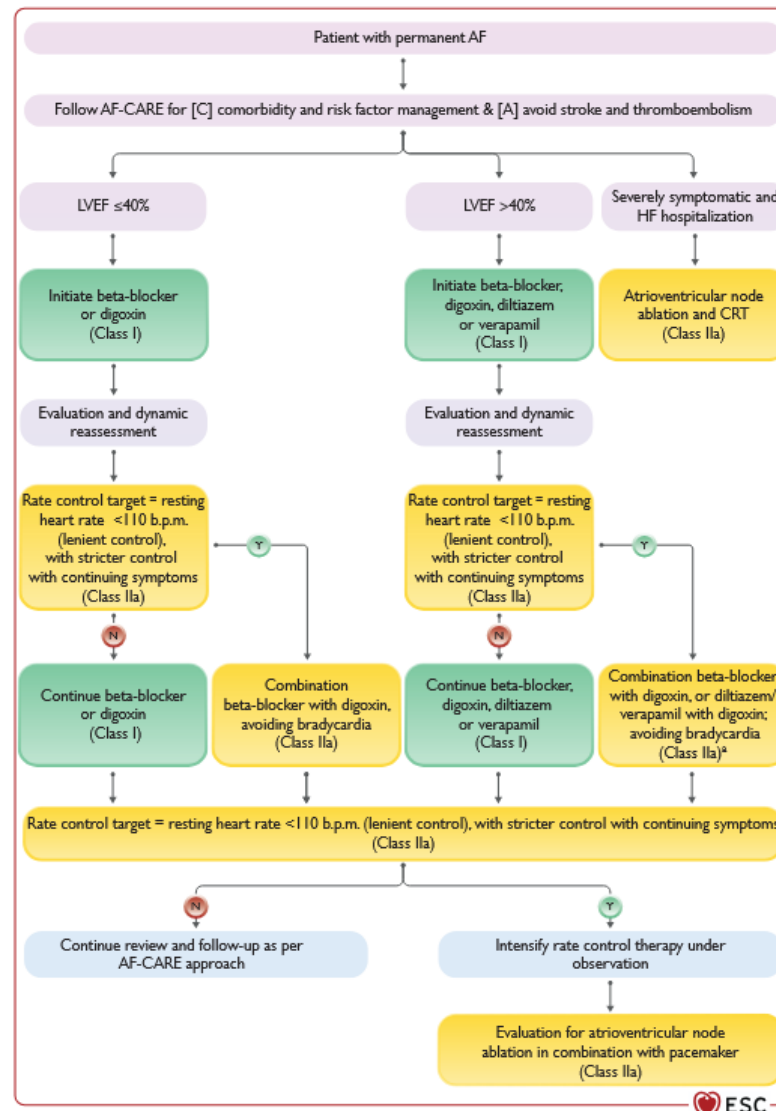 Patient with permanent AF
Follow AF-CARE for [C] comorbidity and risk factor management & [A] avoid stroke and thromboembolism
LVEF ≤40%
LVEF >40%
Severely symptomatic and
HF hospitalization
Initiate beta-blocker
or digoxin
(Class I)
Initiate beta-blocker,
digoxin, diltiazem
or verapamil
(Class I)
Atrioventricular node
ablation and CRT
(Class IIa)
Evaluation and dynamic
reassessment
Evaluation and dynamic
reassessment
Rate control target = resting
heart rate <110 b.p.m.
(lenient control),
with stricter control
with continuing symptoms
(Class IIa)
Y
N
Rate control target = resting
heart rate <110 b.p.m.
(lenient control),
with stricter control
with continuing symptoms
(Class IIa)
Y
N
Continue beta-blocker
or digoxin
(Class I)
Combination
beta-blocker with digoxin,
avoiding bradycardia
(Class IIa)
Continue beta-blocker,
digoxin, diltiazem
or verapamil
(Class I)
Combination beta-blocker
with digoxin, or diltiazem/
verapamil with digoxin;
avoiding bradycardia
(Class IIa)ª
Rate control target = resting heart rate <110 b.p.m. (lenient control), with stricter control with continuing symptoms
(Class IIa)
N
Y
Continue review and follow-up as per
AF-CARE approach
Intensify rate control therapy under
observation
Evaluation for atrioventricular node
ablation in combination with pacemaker
(Class IIa)
ESC